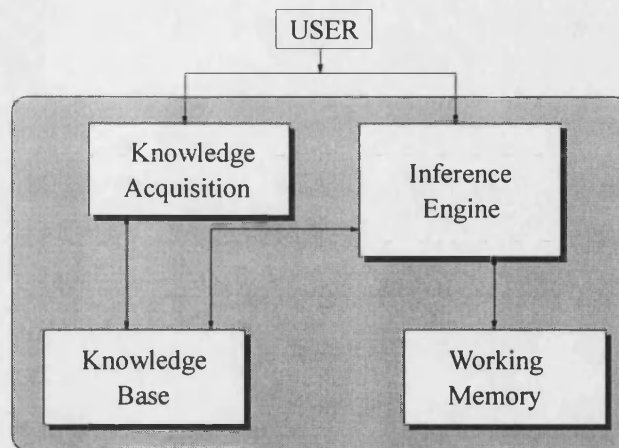 USER
Knowledge
Acquisition
Inference
Engine
Knowledge
Base
Working
Memory